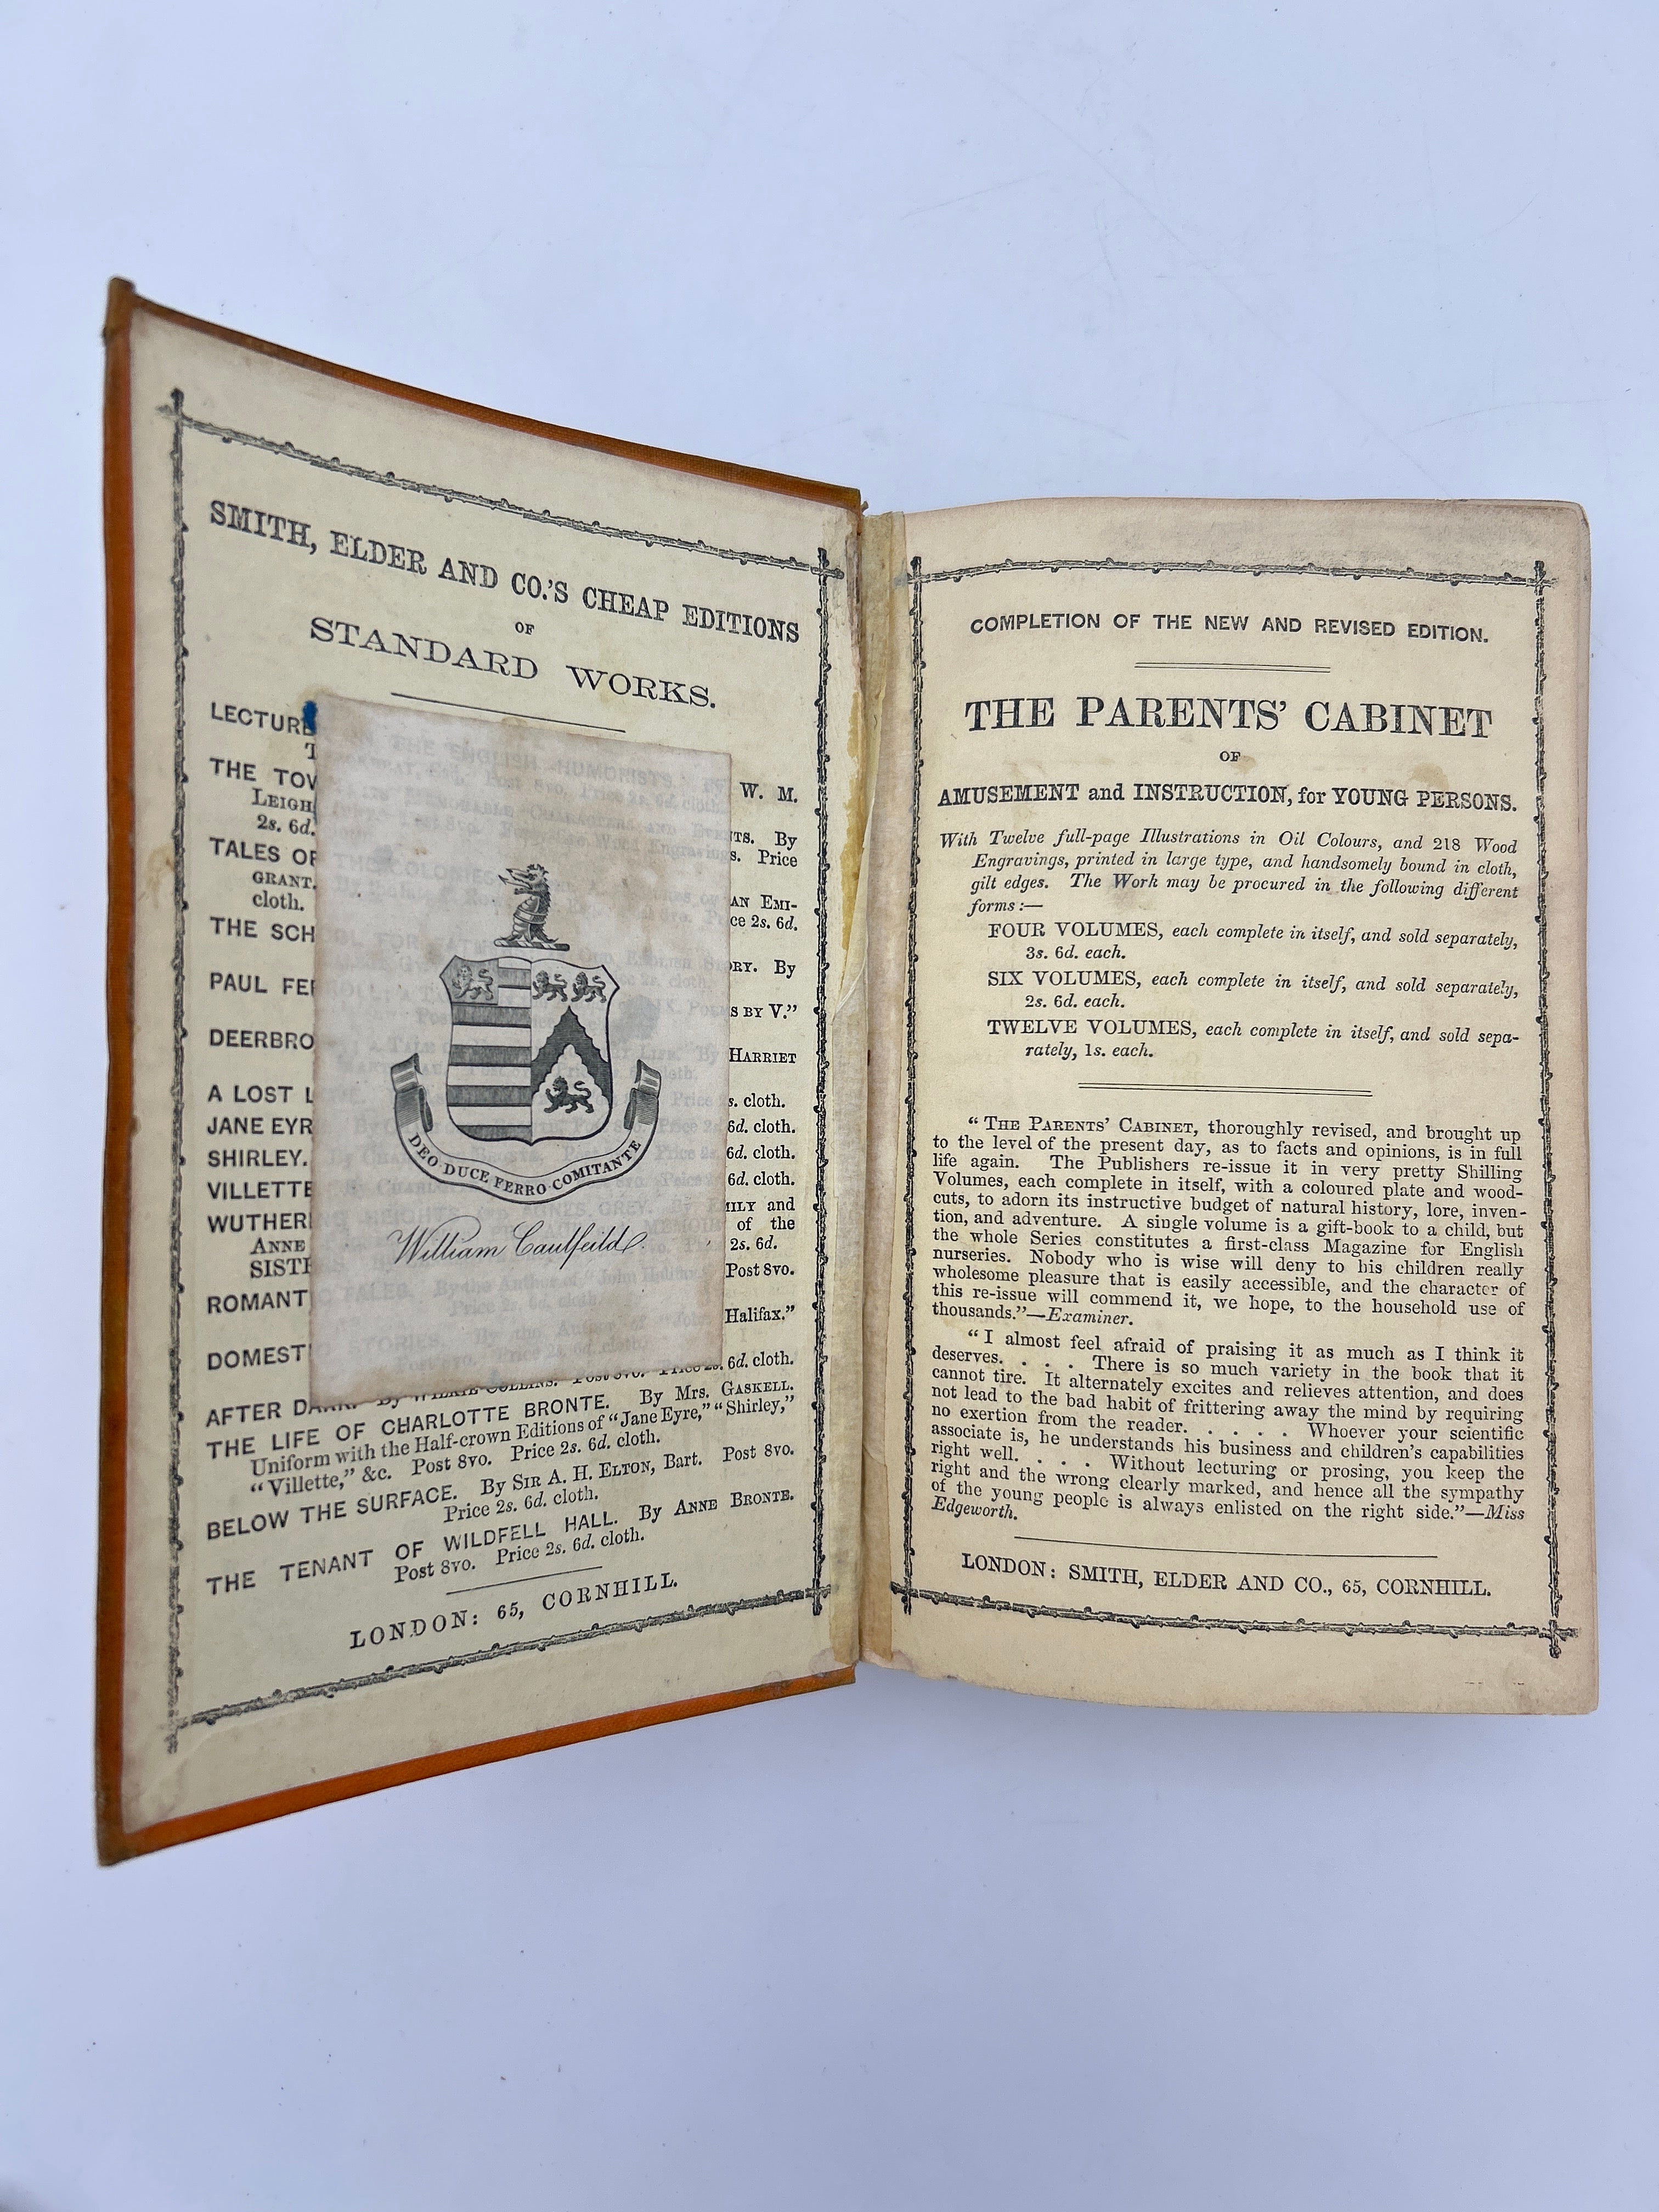 SMITH, ELDER AND CO.'S CHEAP EDITIONS
OF
STANDARD WORKS.
LECTURE
W. M.
THE TOW
TS. By
LEIGH
s. Price
2s. 6d.
TALES OF
AN EMI-
GRANT.
ce 2s. 6d.
cloth.
THE SCH
RY. By
PAUL FER
S BY V."
DEERBRO
HARRIET
A LOST L
s. cloth.
JANE EYR
6d. cloth.
SHIRLEY.
6d. cloth.
VILLETTE
6d. cloth.
WUTHERI
ILY and
ANNE
of the
SISTE
2s. 6d.
ROMANT
Post 8vo.
Halifax."
DOMEST
AFTER DARK. By WILKIE COLLINS. Post 8vo. Price 2s. 6d. cloth.
THE LIFE OF CHARLOTTE BRONTE. By Mrs. GASKELL.
Uniform with the Half-crown Editions of "Jane Eyre," "Shirley,"
"Villette," &c. Post 8vo. Price 2s. 6d. cloth.
BELOW THE SURFACE. By SIR A. H. ELTON, Bart. Post 8vo.
Price 2s. 6d. cloth.
THE TENANT OF WILDFELL HALL. By ANNE BRONTE.
Post 8vo. Price 2s. 6d. cloth.
LONDON: 65, CORNHILL.
DEO DUCE FERRO COMITANTE
William Caulfeild.
COMPLETION OF THE NEW AND REVISED EDITION.
THE PARENTS' CABINET
OF
AMUSEMENT and INSTRUCTION, for YOUNG PERSONS.
With Twelve full-page Illustrations in Oil Colours, and 218 Wood
Engravings, printed in large type, and handsomely bound in cloth,
gilt edges. The Work may be procured in the following different
forms :—
FOUR VOLUMES, each complete in itself, and sold separately,
3s. 6d. each.
SIX VOLUMES, each complete in itself, and sold separately,
2s. 6d. each.
TWELVE VOLUMES, each complete in itself, and sold sepa-
rately, 1s. each.
"THE PARENTS' CABINET, thoroughly revised, and brought up
to the level of the present day, as to facts and opinions, is in full
life again. The Publishers re-issue it in very pretty Shilling
Volumes, each complete in itself, with a coloured plate and wood-
cuts, to adorn its instructive budget of natural history, lore, inven-
tion, and adventure. A single volume is a gift-book to a child, but
the whole Series constitutes a first-class Magazine for English
nurseries. Nobody who is wise will deny to his children really
wholesome pleasure that is easily accessible, and the character of
this re-issue will commend it, we hope, to the household use of
thousands."—Examiner.
"I almost feel afraid of praising it as much as I think it
deserves. . . . There is so much variety in the book that it
cannot tire. It alternately excites and relieves attention, and does
not lead to the bad habit of frittering away the mind by requiring
no exertion from the reader. . . . . Whoever your scientific
associate is, he understands his business and children's capabilities
right well. . . . Without lecturing or prosing, you keep the
right and the wrong clearly marked, and hence all the sympathy
of the young people is always enlisted on the right side."—Miss
Edgeworth.
LONDON: SMITH, ELDER AND CO., 65, CORNHILL.